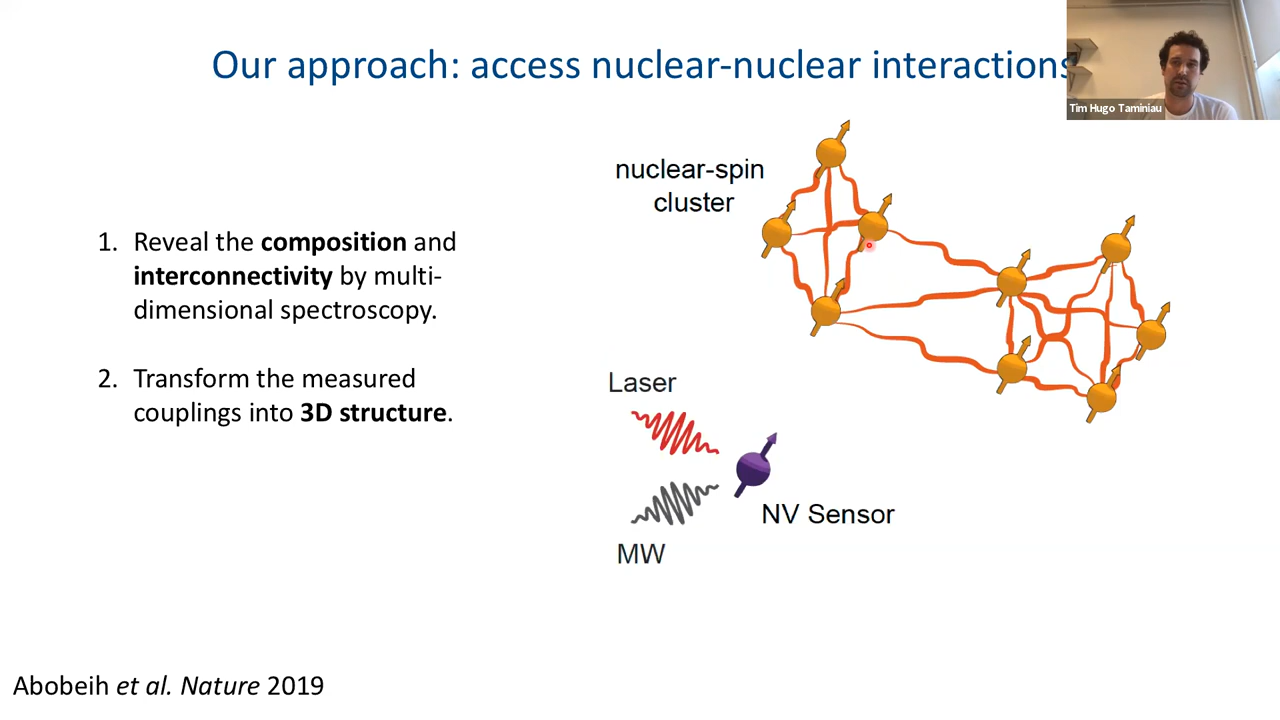 Our approach: access nuclear-nuclear interactions
Tim Hugo Taminiau
nuclear-spin
cluster
1. Reveal the composition and
interconnectivity by multi-
dimensional spectroscopy.
2. Transform the measured
couplings into 3D structure.
Laser
NV Sensor
MW
Abobeih et al. Nature 2019